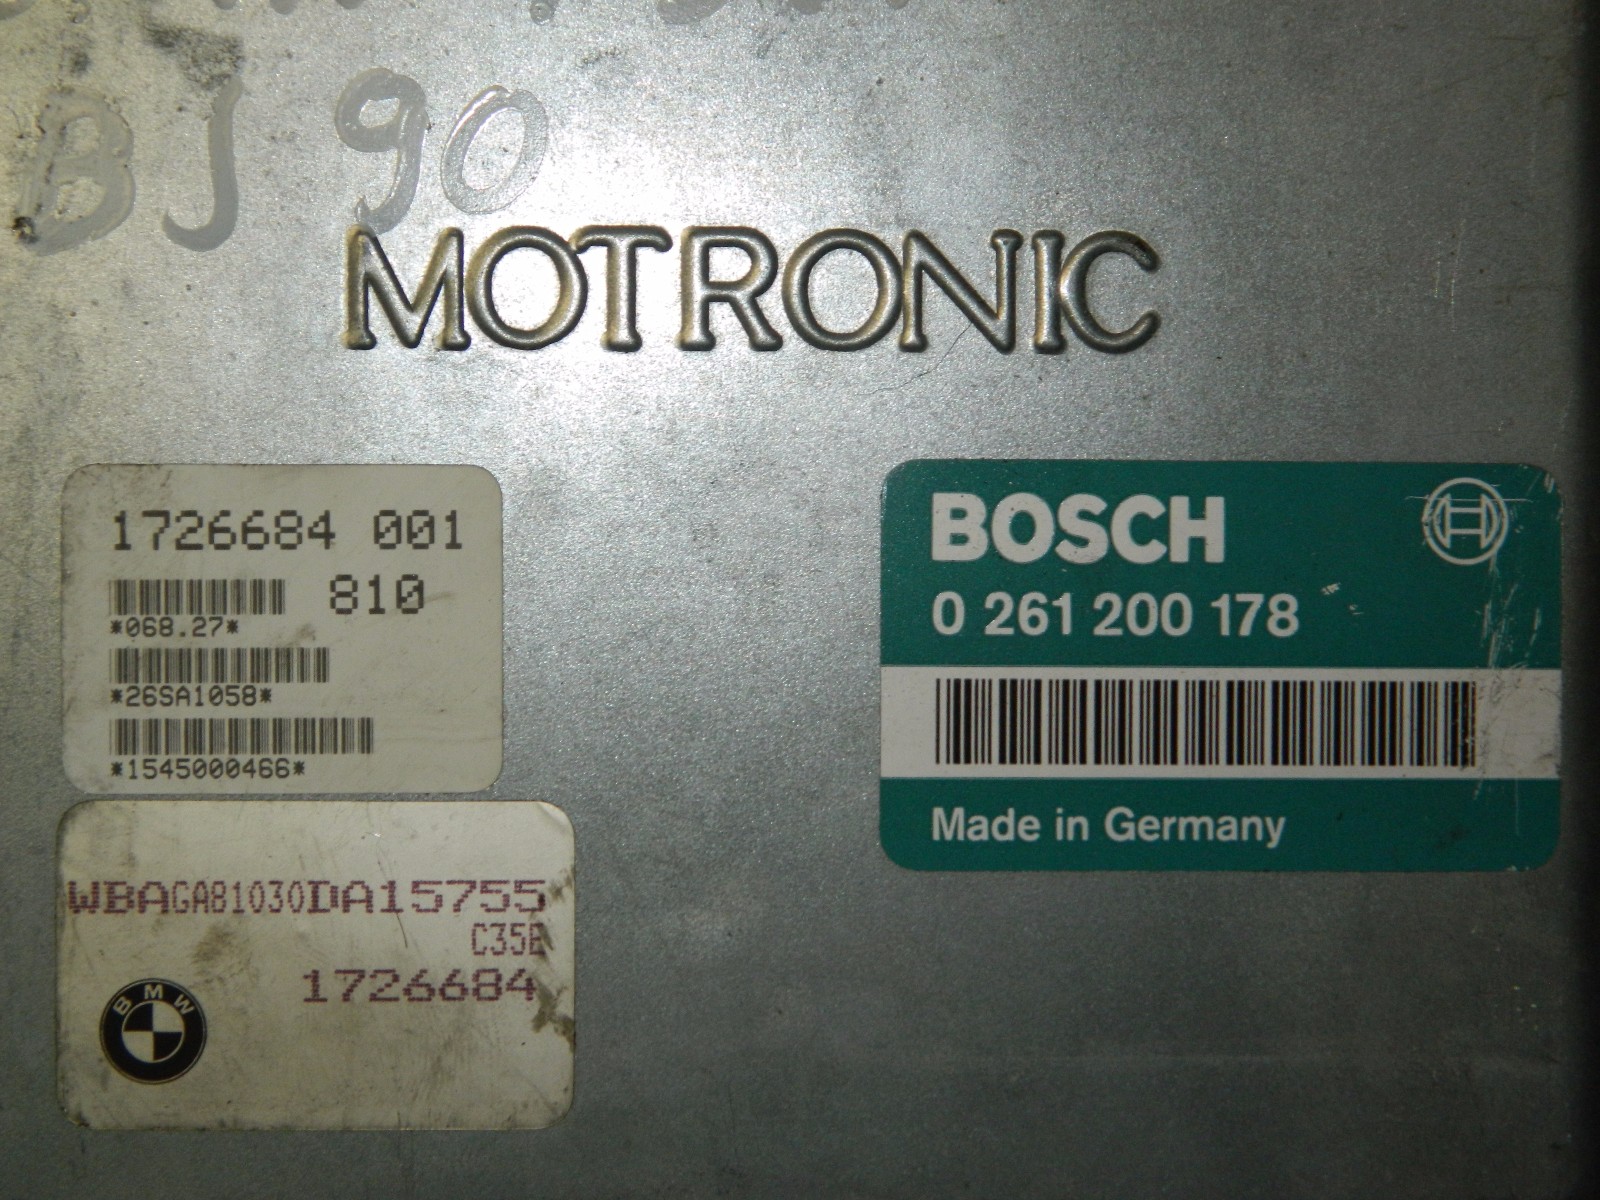 BJ 90
MOTRONIC
1726684 001
810
*068.27*
*26SA1058*
*1545000466*
BOSCH
0 261 200 178
Made in Germany
WBAGA81030DA15755
C35E
1726684
BMW